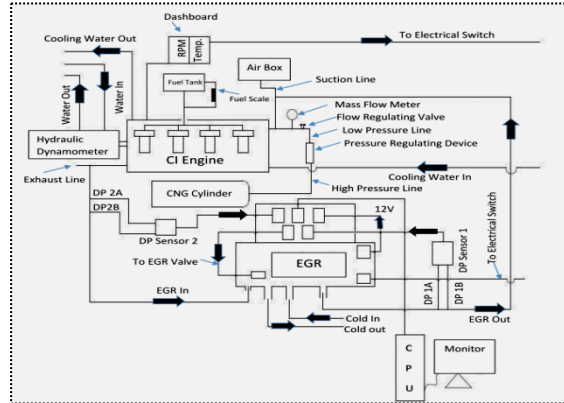 Dashboard
Cooling Water Out
To Electrical Switch
RPM
Temp.
Air Box
Suction Line
Fuel Tank
Fuel Scale
Mass Flow Meter
Flow Regulating Valve
Low Pressure Line
Pressure Regulating Device
Water Out
Water In
Hydraulic
Dynamometer
CI Engine
Exhaust Line
Cooling Water In
CNG Cylinder
High Pressure Line
DP 2A
DP2B
DP Sensor 2
12V
To EGR Valve
EGR
DP Sensor 1
To Electrical Switch
DP 1A
DP 1B
EGR In
EGR Out
Cold In
Cold out
CPU
Monitor